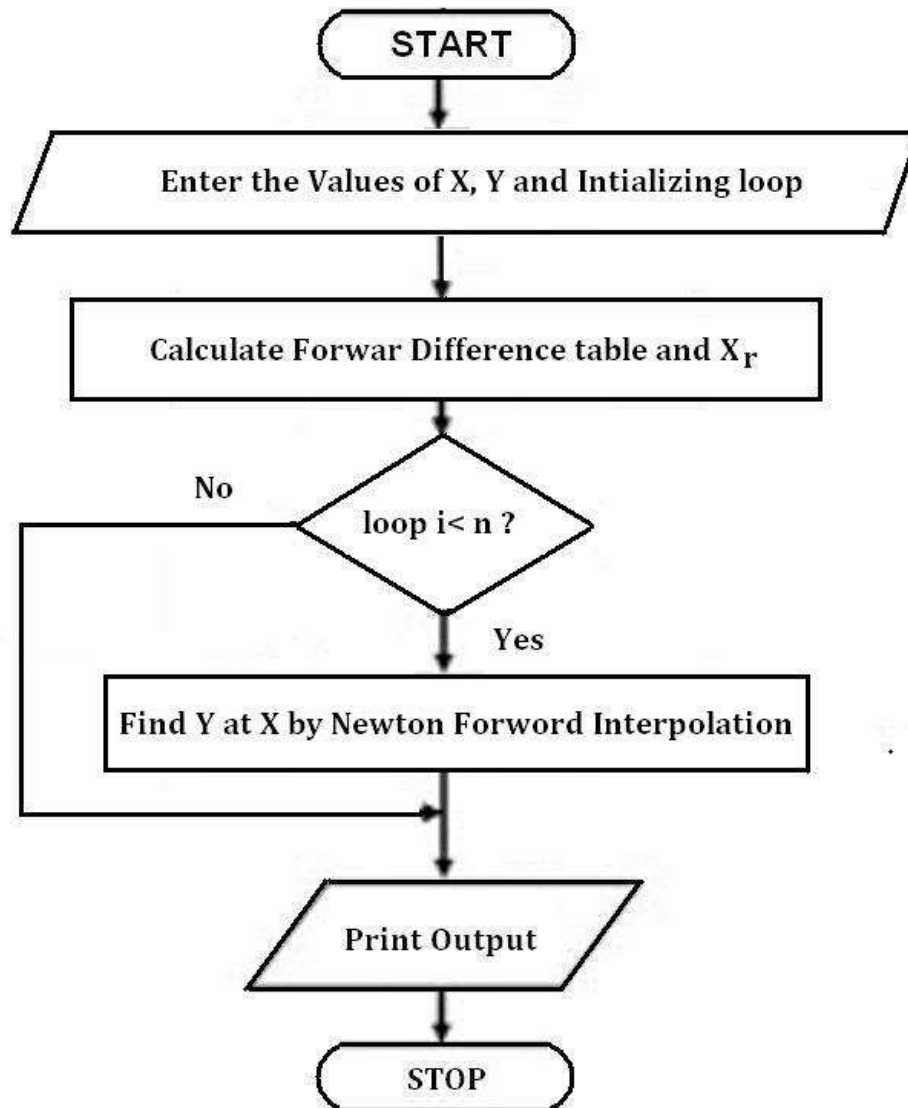 START
Enter the Values of X, Y and Intializing loop
Calculate Forwar Difference table and Xr
No
loop i< n ?
Yes
Find Y at X by Newton Forword Interpolation
Print Output
STOP